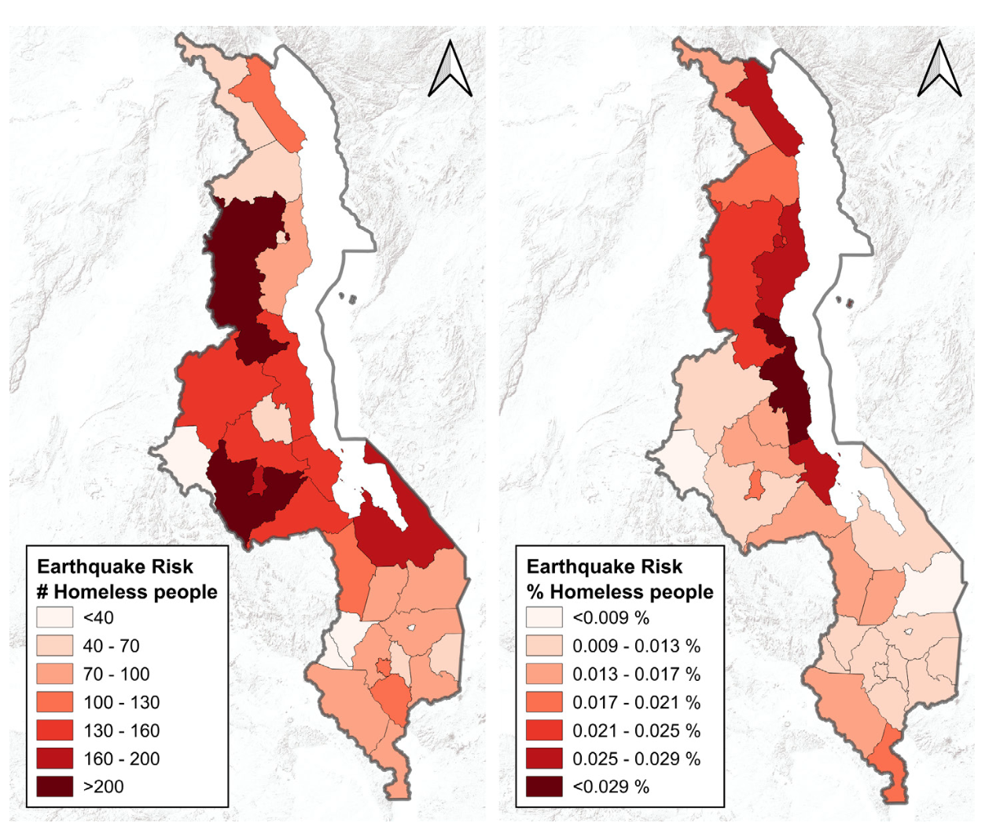 Earthquake Risk
# Homeless people
<40
40 - 70
70 - 100
100 - 130
130 - 160
160 - 200
>200
Earthquake Risk
% Homeless people
<0.009 %
0.009 - 0.013 %
0.013 - 0.017 %
0.017 - 0.021 %
0.021 - 0.025 %
0.025 - 0.029 %
<0.029 %